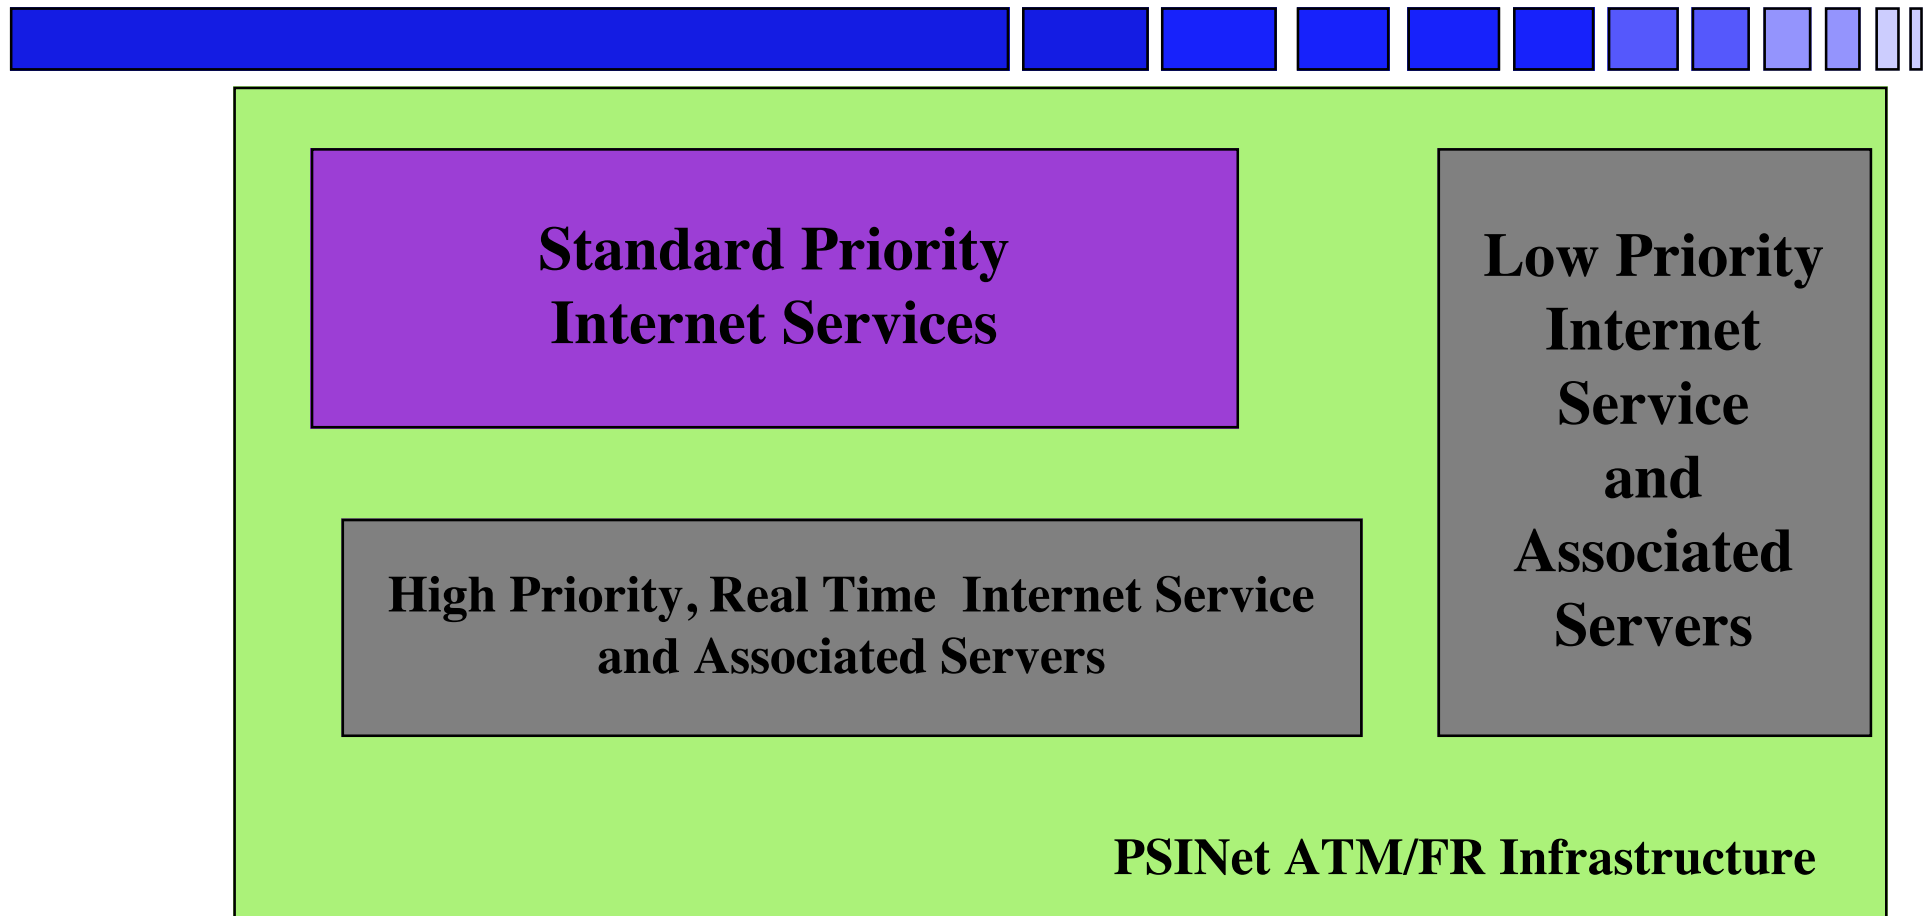 Standard Priority
Internet Services
Low Priority
Internet
Service
and
Associated
Servers
High Priority, Real Time  Internet Service
and Associated Servers
PSINet ATM/FR Infrastructure